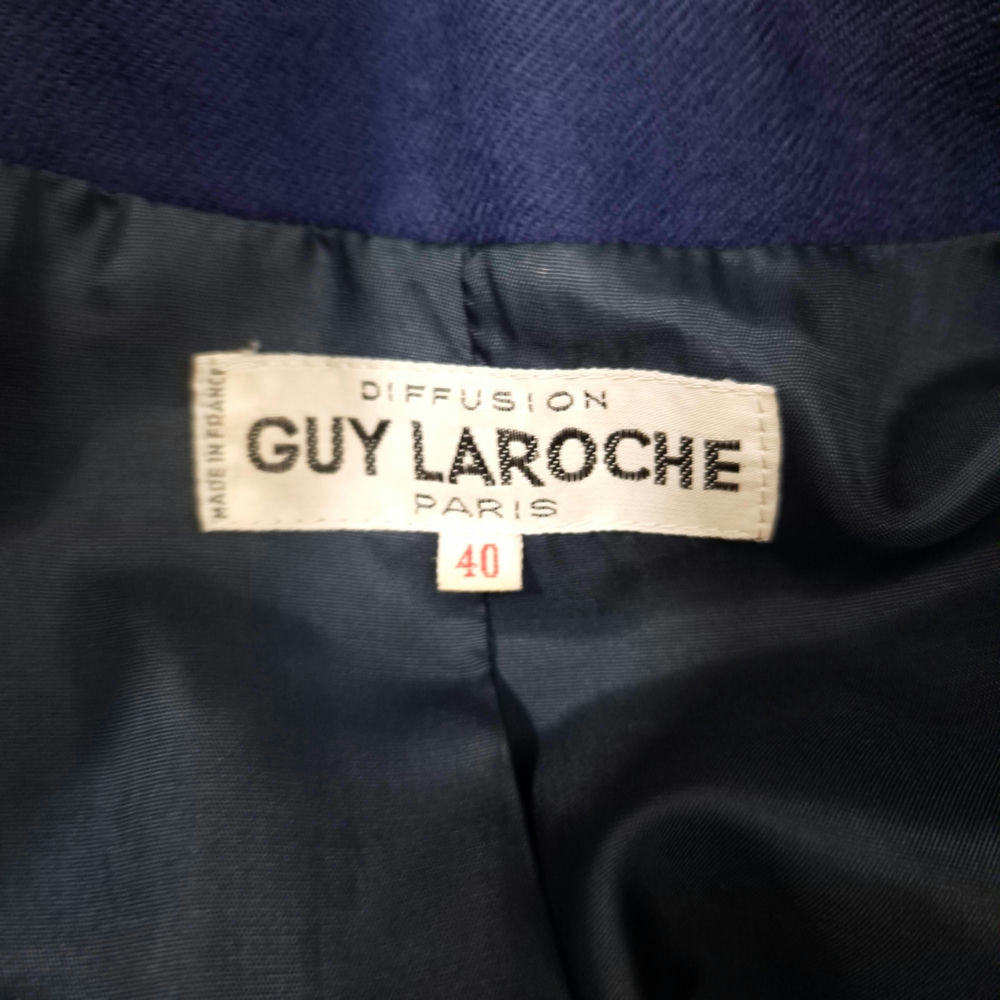 DIFFUSION
GUY LAROCHE
PARIS
MADE IN FRANCE
40